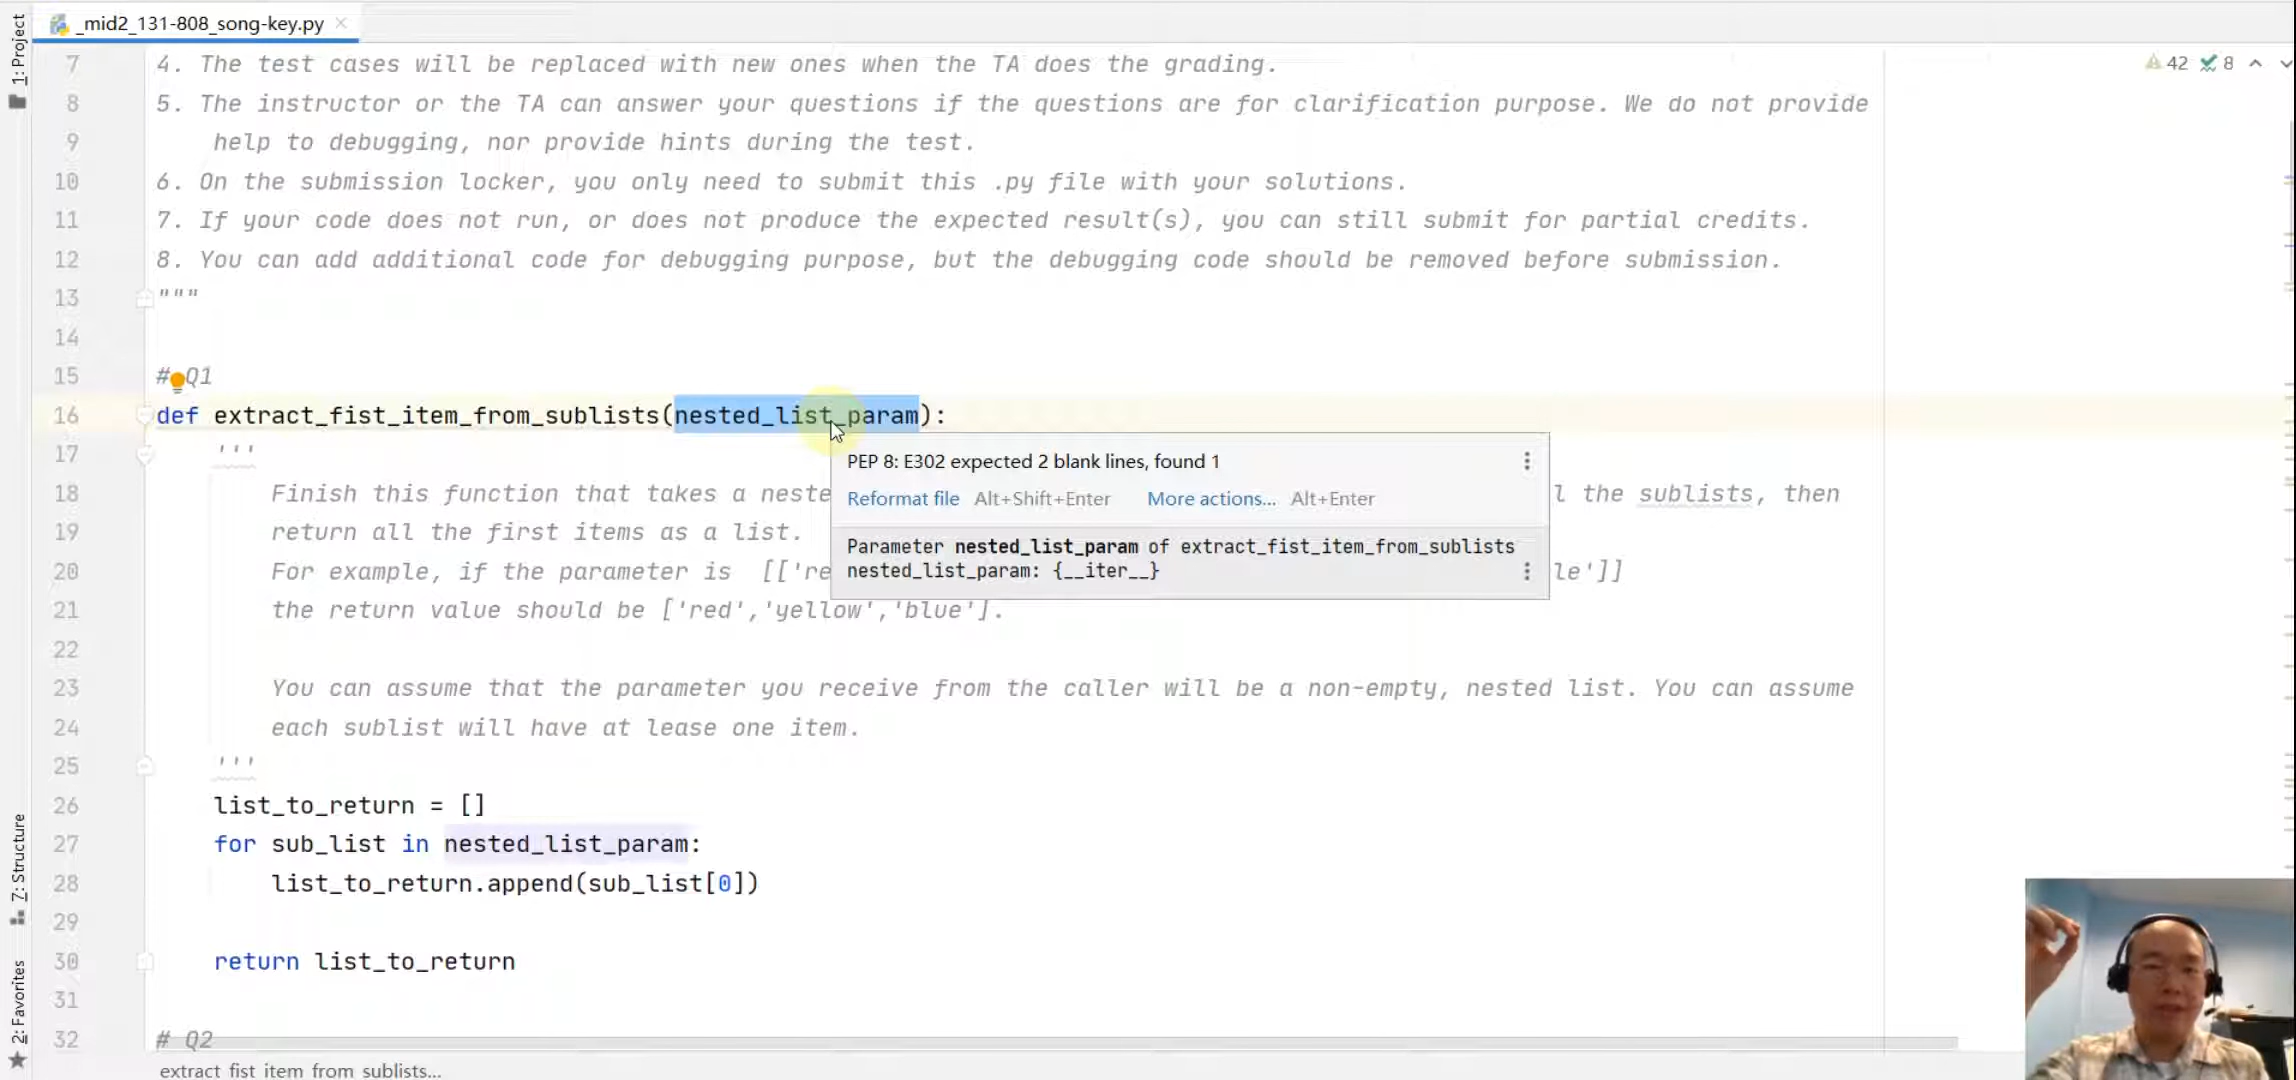 _mid2_131-808_song-key.py
1: Project
42 8
7 4. The test cases will be replaced with new ones when the TA does the grading.
8 5. The instructor or the TA can answer your questions if the questions are for clarification purpose. We do not provide
9 help to debugging, nor provide hints during the test.
10 6. On the submission locker, you only need to submit this .py file with your solutions.
11 7. If your code does not run, or does not produce the expected result(s), you can still submit for partial credits.
12 8. You can add additional code for debugging purpose, but the debugging code should be removed before submission.
13 """
14
15 # Q1
16 def extract_fist_item_from_sublists(nested_list_param):
17 '''
PEP 8: E302 expected 2 blank lines, found 1
18 Finish this function that takes a neste l the sublists, then
Reformat file Alt+Shift+Enter More actions... Alt+Enter
19 return all the first items as a list.
Parameter nested_list_param of extract_fist_item_from_sublists
nested_list_param: {__iter__}
20 For example, if the parameter is [['re le']]
21 the return value should be ['red','yellow','blue'].
22
23 You can assume that the parameter you receive from the caller will be a non-empty, nested list. You can assume
24 each sublist will have at lease one item.
25 '''
26 list_to_return = []
27 for sub_list in nested_list_param:
28 list_to_return.append(sub_list[0])
29
30 return list_to_return
31
32 # Q2
7: Structure
2: Favorites
extract_fist_item_from_sublists...